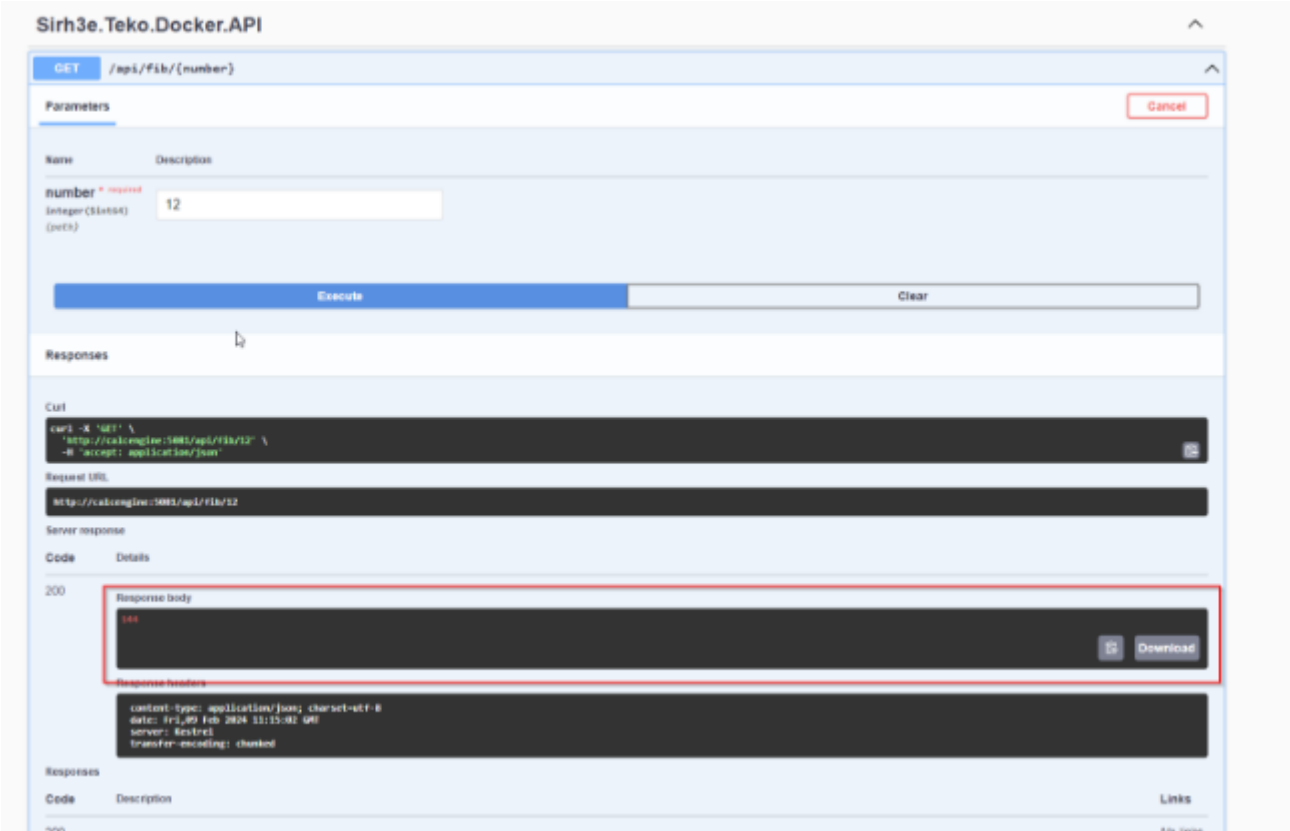 Sirh3e.Teko.Docker.API
GET /api/fib/{number}
Parameters
Cancel
Name Description
number * required
12
integer($int64)
(path)
Execute Clear
Responses
Curl
curl -X 'GET' \
'http://calcengine:5001/api/fib/12' \
-H 'accept: application/json'
Request URL
http://calcengine:5001/api/fib/12
Server response
Code Details
200
Response body
144
Download
Response headers
content-type: application/json; charset=utf-8
date: Fri,09 Feb 2024 11:15:02 GMT
server: Kestrel
transfer-encoding: chunked
Responses
Code Description Links
200 No links